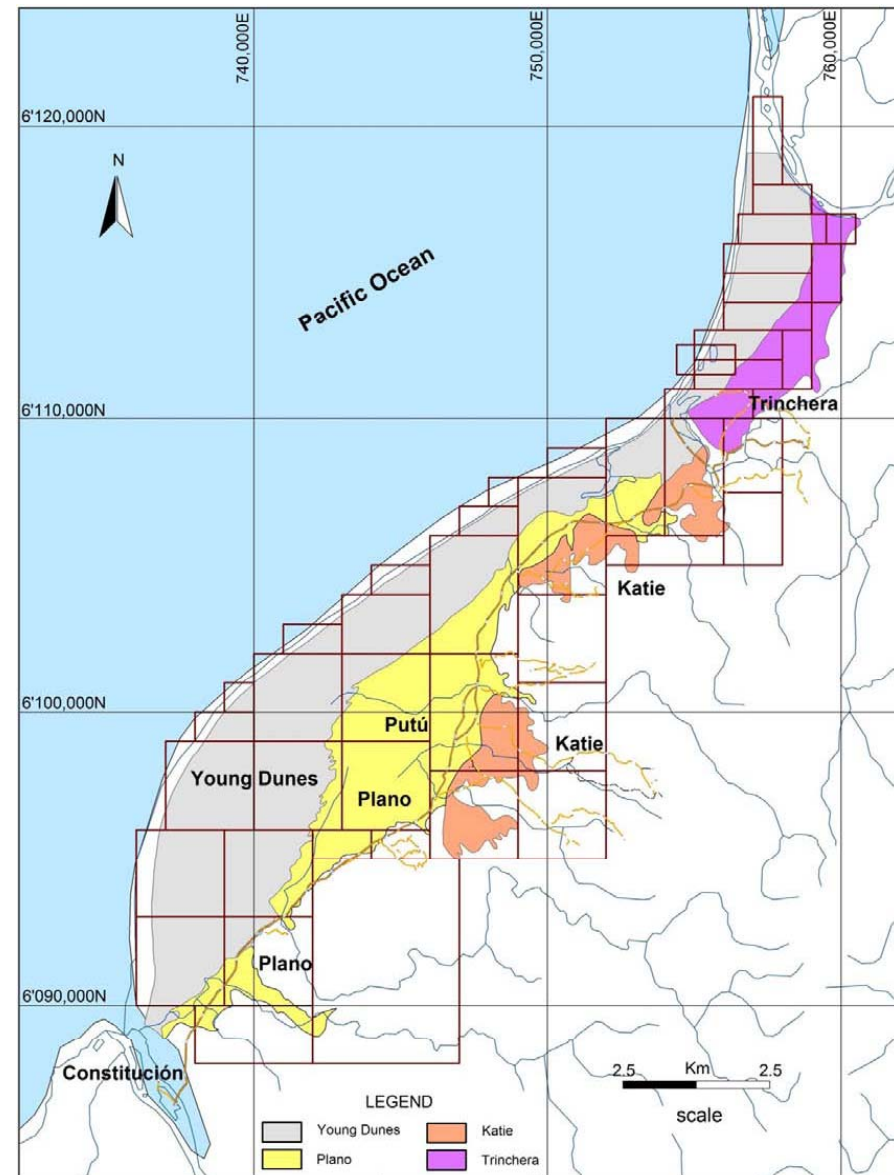 740,000E
750,000E
760,000E
6'120,000N
N
Pacific Ocean
6'110,000N
Trinchera
Katie
6'100,000N
Putú
Katie
Young Dunes
Plano
Plano
6'090,000N
Constitución
2.5 Km 2.5
scale
LEGEND
Young Dunes Katie
Plano Trinchera